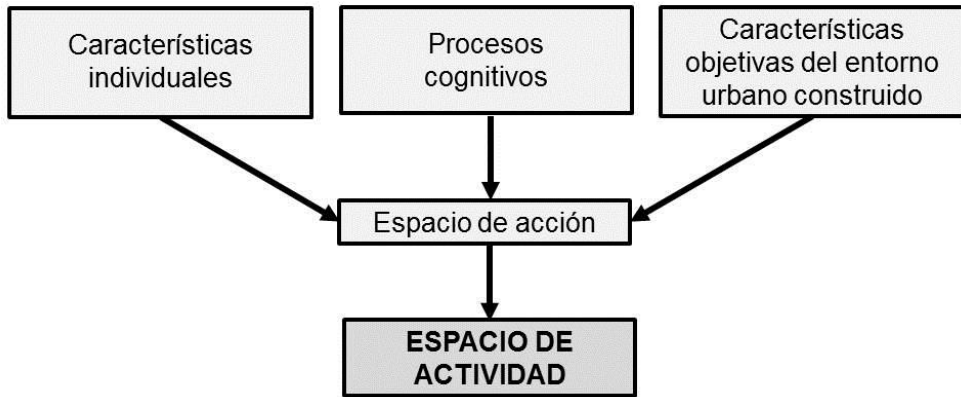 Características
individuales
Procesos
cognitivos
Características
objetivas del entorno
urbano construido
Espacio de acción
ESPACIO DE
ACTIVIDAD